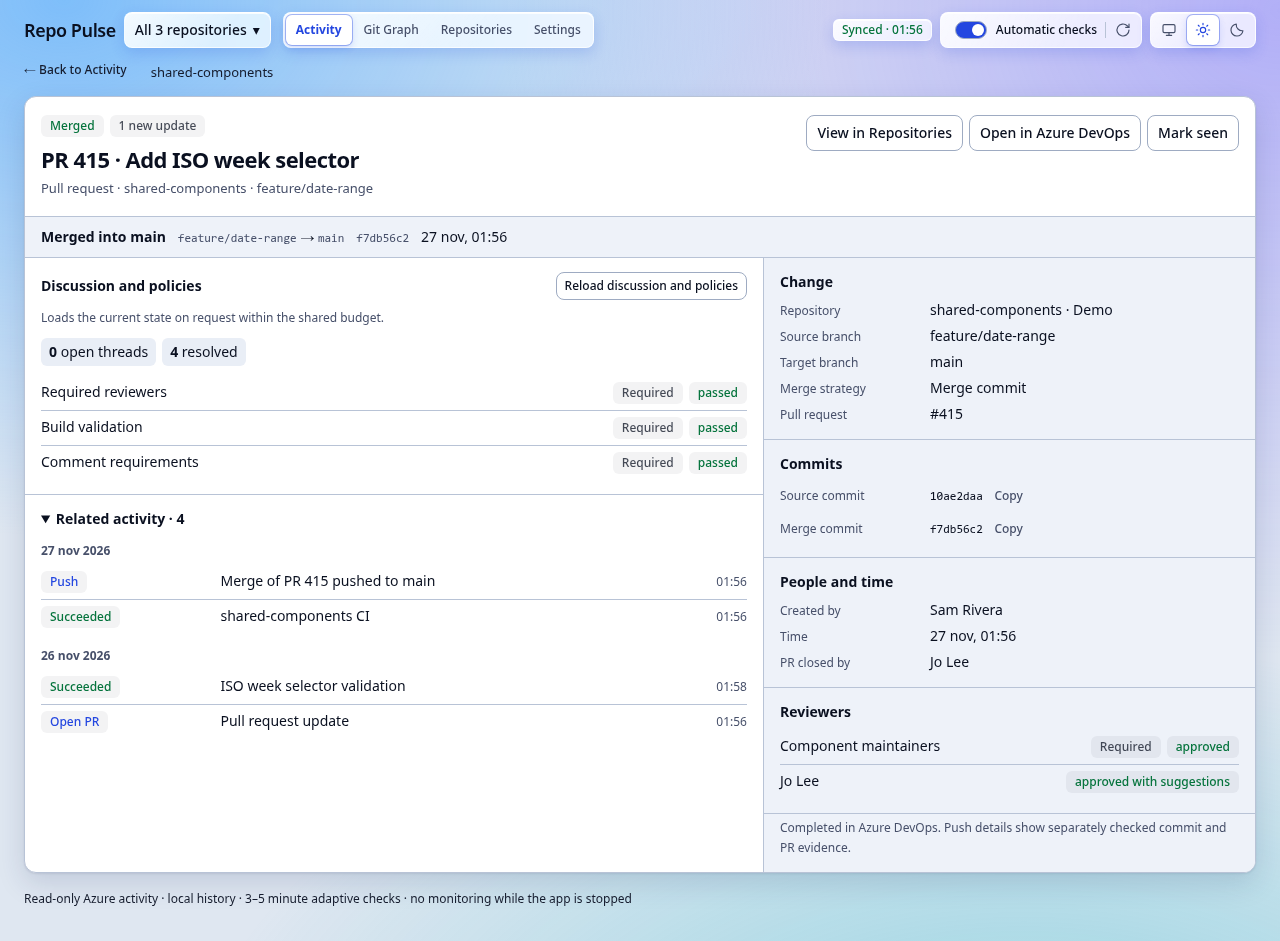 Repo Pulse
All 3 repositories ▾
Activity
Git Graph
Repositories
Settings
Synced · 01:56
Automatic checks
← Back to Activity
shared-components
Merged
1 new update
PR 415 · Add ISO week selector
Pull request · shared-components · feature/date-range
View in Repositories
Open in Azure DevOps
Mark seen
Merged into main feature/date-range → main f7db56c2 27 nov, 01:56
Discussion and policies
Reload discussion and policies
Loads the current state on request within the shared budget.
0 open threads
4 resolved
Required reviewers Required passed
Build validation Required passed
Comment requirements Required passed
▼ Related activity · 4
27 nov 2026
Push Merge of PR 415 pushed to main 01:56
Succeeded shared-components CI 01:56
26 nov 2026
Succeeded ISO week selector validation 01:58
Open PR Pull request update 01:56
Change
Repository shared-components · Demo
Source branch feature/date-range
Target branch main
Merge strategy Merge commit
Pull request #415
Commits
Source commit 10ae2daa Copy
Merge commit f7db56c2 Copy
People and time
Created by Sam Rivera
Time 27 nov, 01:56
PR closed by Jo Lee
Reviewers
Component maintainers Required approved
Jo Lee approved with suggestions
Completed in Azure DevOps. Push details show separately checked commit and
PR evidence.
Read-only Azure activity · local history · 3–5 minute adaptive checks · no monitoring while the app is stopped